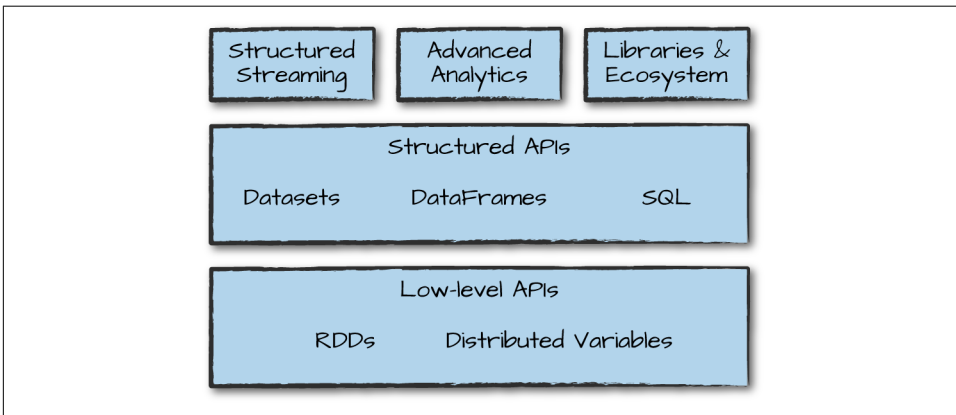 Structured
Streaming
Advanced
Analytics
Libraries &
Ecosystem
Structured APIs
Datasets DataFrames SQL
Low-level APIs
RDDs Distributed Variables